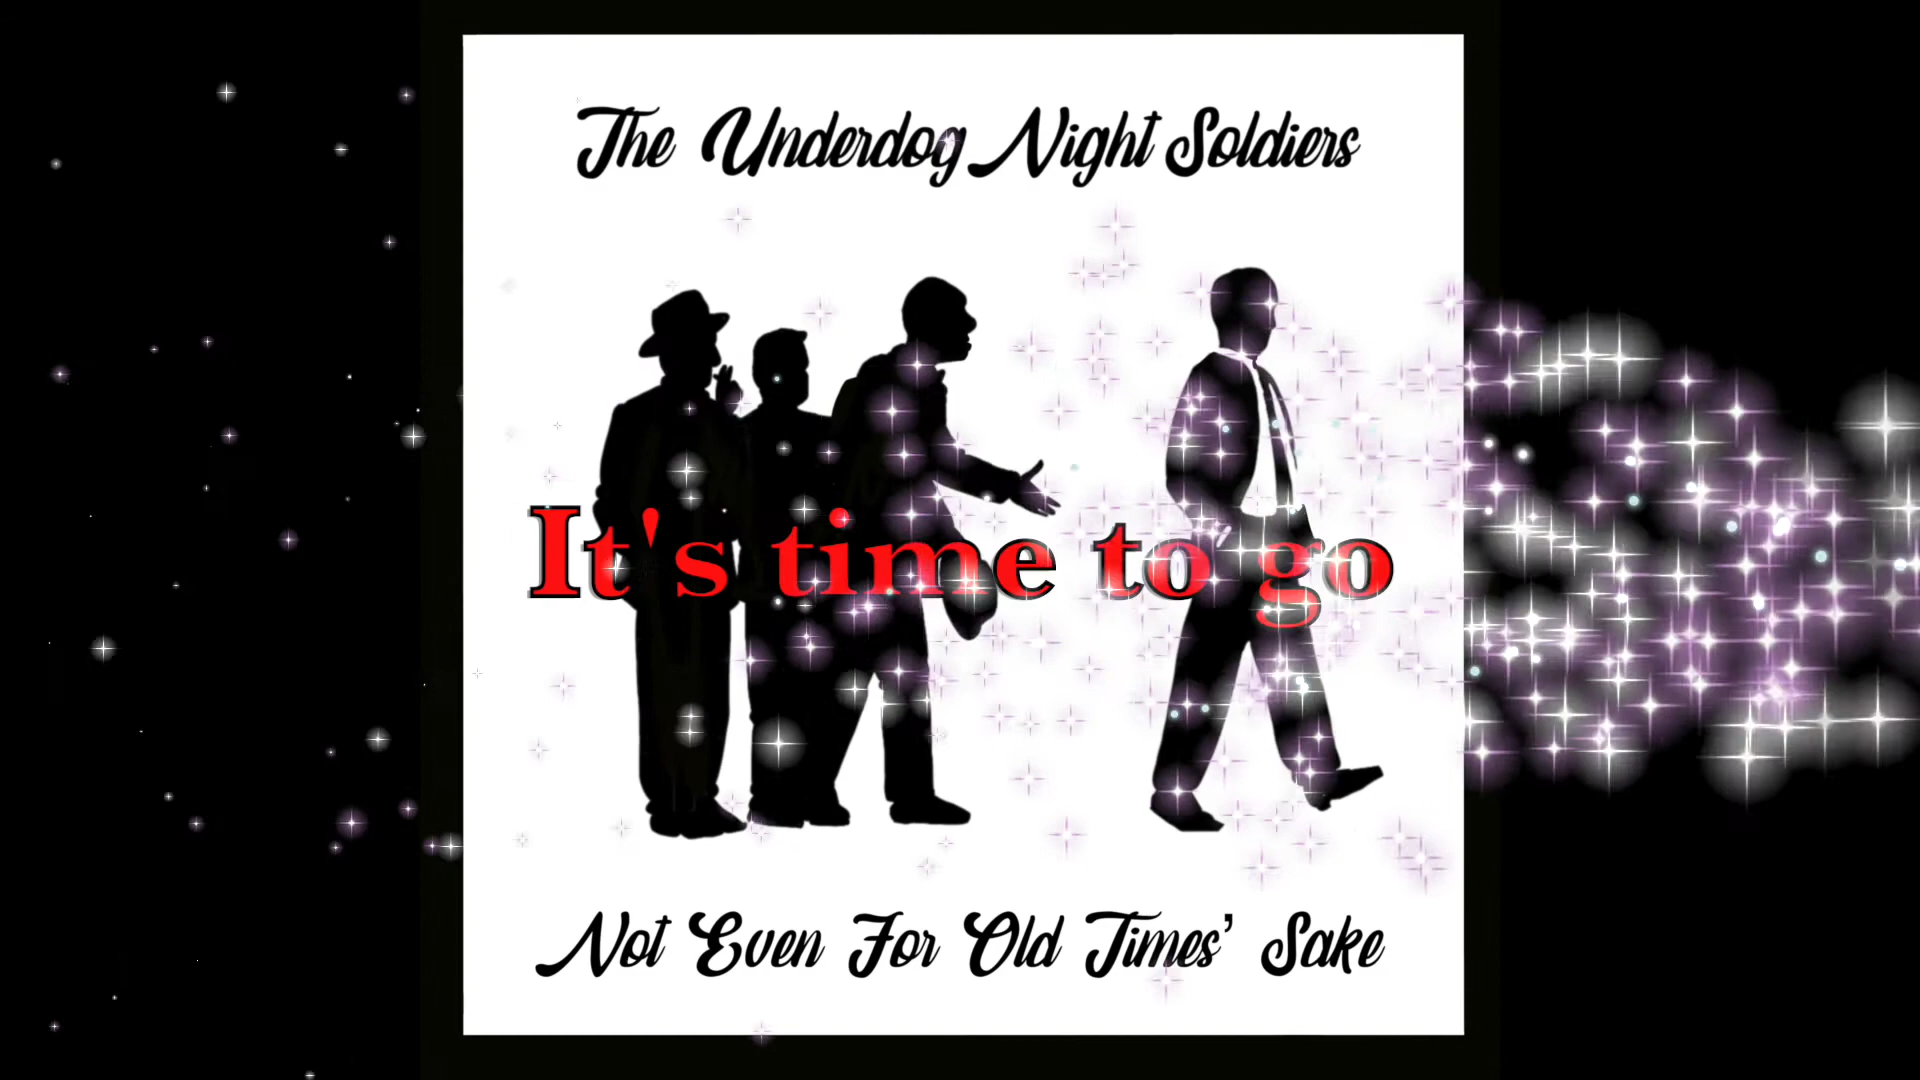 The Underdog Night Soldiers
It's time to go
Not Even For Old Times' Sake